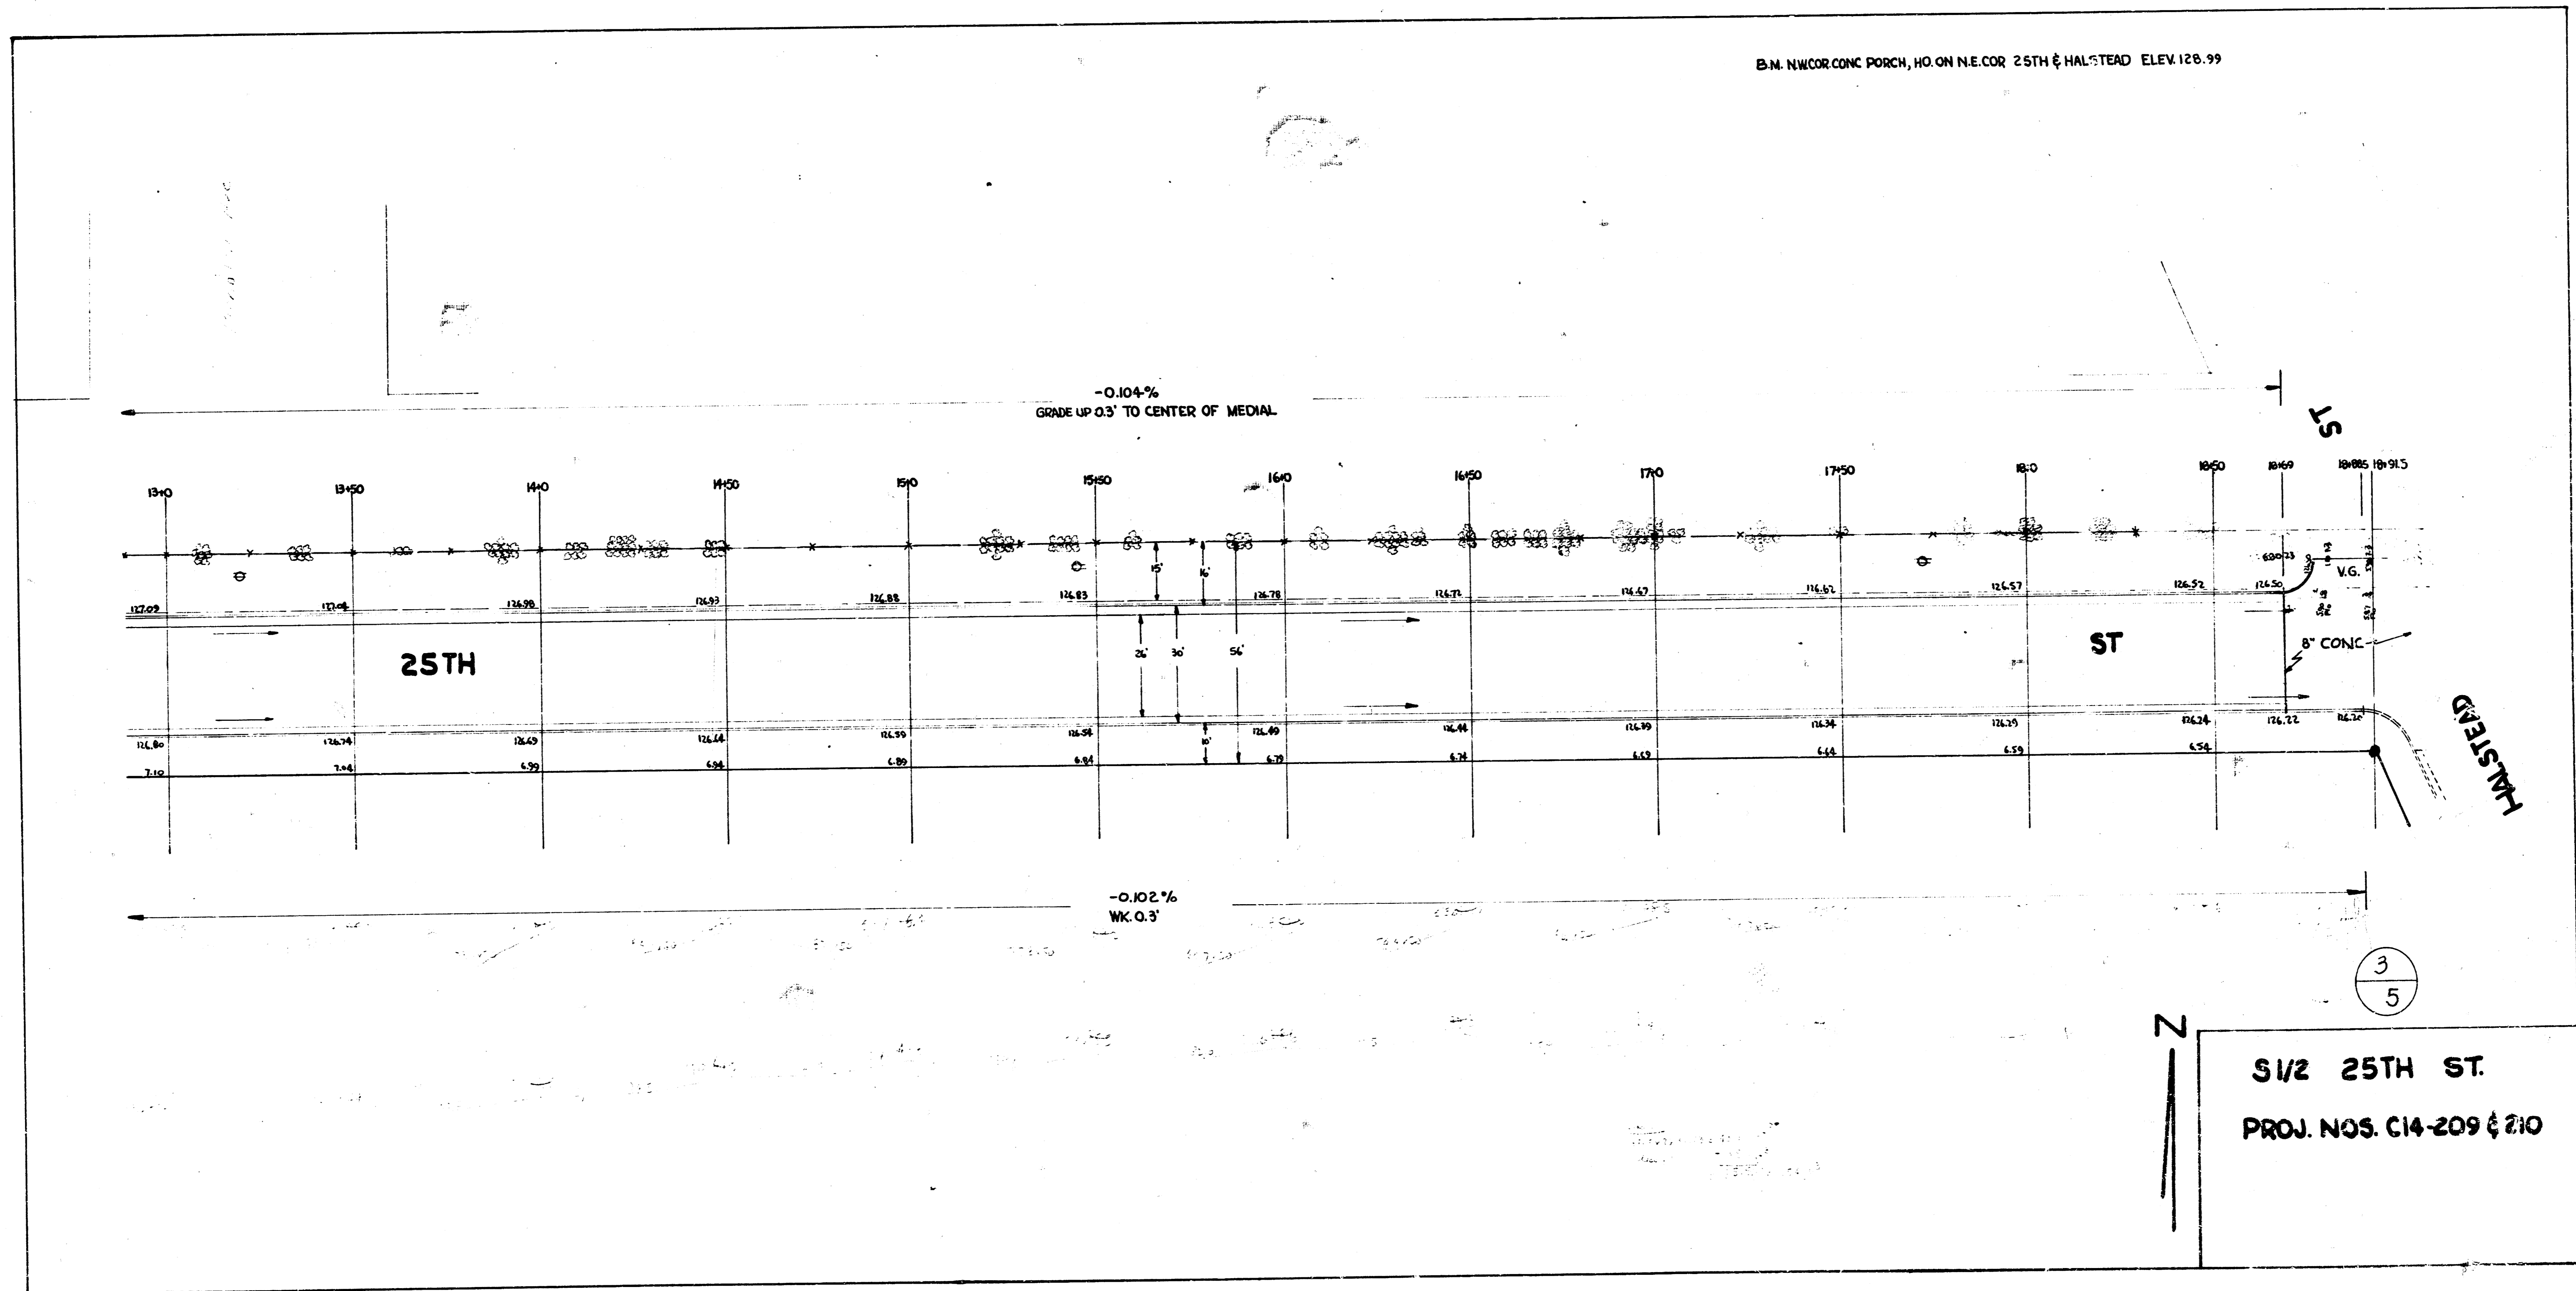 B.M. N.W.COR.CONC PORCH, HO. ON N.E.COR 25TH & HALSTEAD ELEV. 128.99
-0.104%
GRADE UP 0.3' TO CENTER OF MEDIAL
ST
13+0 13+50 14+0 14+50 15+0 15+50 16+0 16+50 17+0 17+50 18+0 18+50 18+69 18+88.5 18+91.5
15' 16'
V.G.
127.09 127.04 126.98 126.93 126.88 126.83 126.78 126.72 126.67 126.62 126.57 126.52 126.50
25TH
26' 30' 56'
ST
8" CONC
126.80 126.74 126.69 126.64 126.59 126.54 126.49 126.44 126.39 126.34 126.29 126.24 126.22 126.20
10'
7.10 7.04 6.99 6.94 6.89 6.84 6.79 6.74 6.69 6.64 6.59 6.54
HALSTEAD
-0.102%
WK. 0.3'
3
5
N
S 1/2 25TH ST.
PROJ. NOS. C14-209 & 210